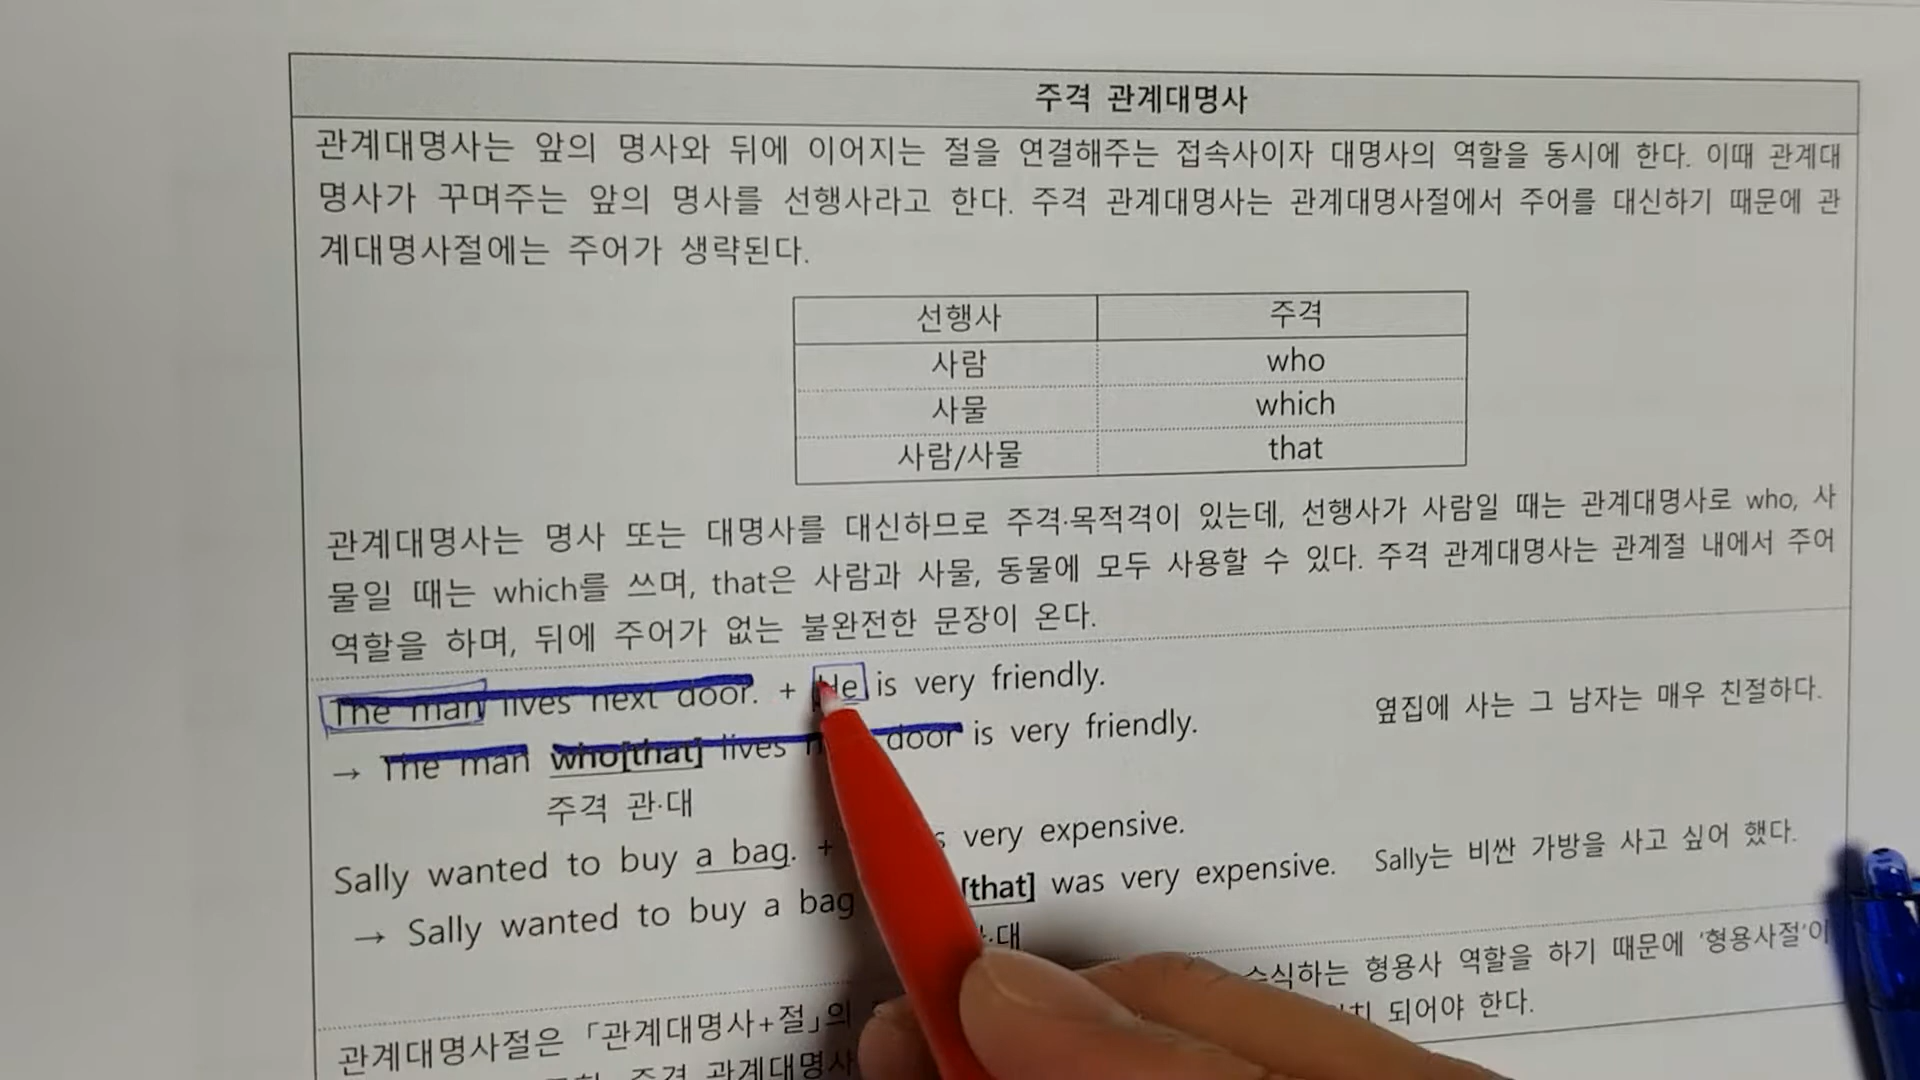 주격 관계대명사
관계대명사는 앞의 명사와 뒤에 이어지는 절을 연결해주는 접속사이자 대명사의 역할을 동시에 한다. 이때 관계대
명사가 꾸며주는 앞의 명사를 선행사라고 한다. 주격 관계대명사는 관계대명사절에서 주어를 대신하기 때문에 관
계대명사절에는 주어가 생략된다.
선행사 주격
사람 who
사물 which
사람/사물 that
관계대명사는 명사 또는 대명사를 대신하므로 주격·목적격이 있는데, 선행사가 사람일 때는 관계대명사로 who, 사
물일 때는 which를 쓰며, that은 사람과 사물, 동물에 모두 사용할 수 있다. 주격 관계대명사는 관계절 내에서 주어
역할을 하며, 뒤에 주어가 없는 불완전한 문장이 온다.
The man lives next door. + He is very friendly.
→ The man who[that] lives door is very friendly. 옆집에 사는 그 남자는 매우 친절하다.
주격 관·대
Sally wanted to buy a bag. + very expensive.
→ Sally wanted to buy a bag [that] was very expensive. Sally는 비싼 가방을 사고 싶어 했다.
·대
관계대명사절은 「관계대명사+절」의 수식하는 형용사 역할을 하기 때문에 '형용사절'이
주격 관계대명사 되어야 한다.